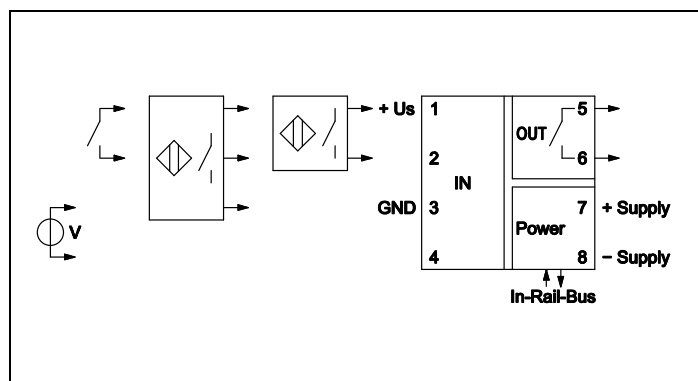 + Us 1 5
OUT
2 6
IN
GND 3 7 + Supply
V
Power
4 8 − Supply
In-Rail-Bus